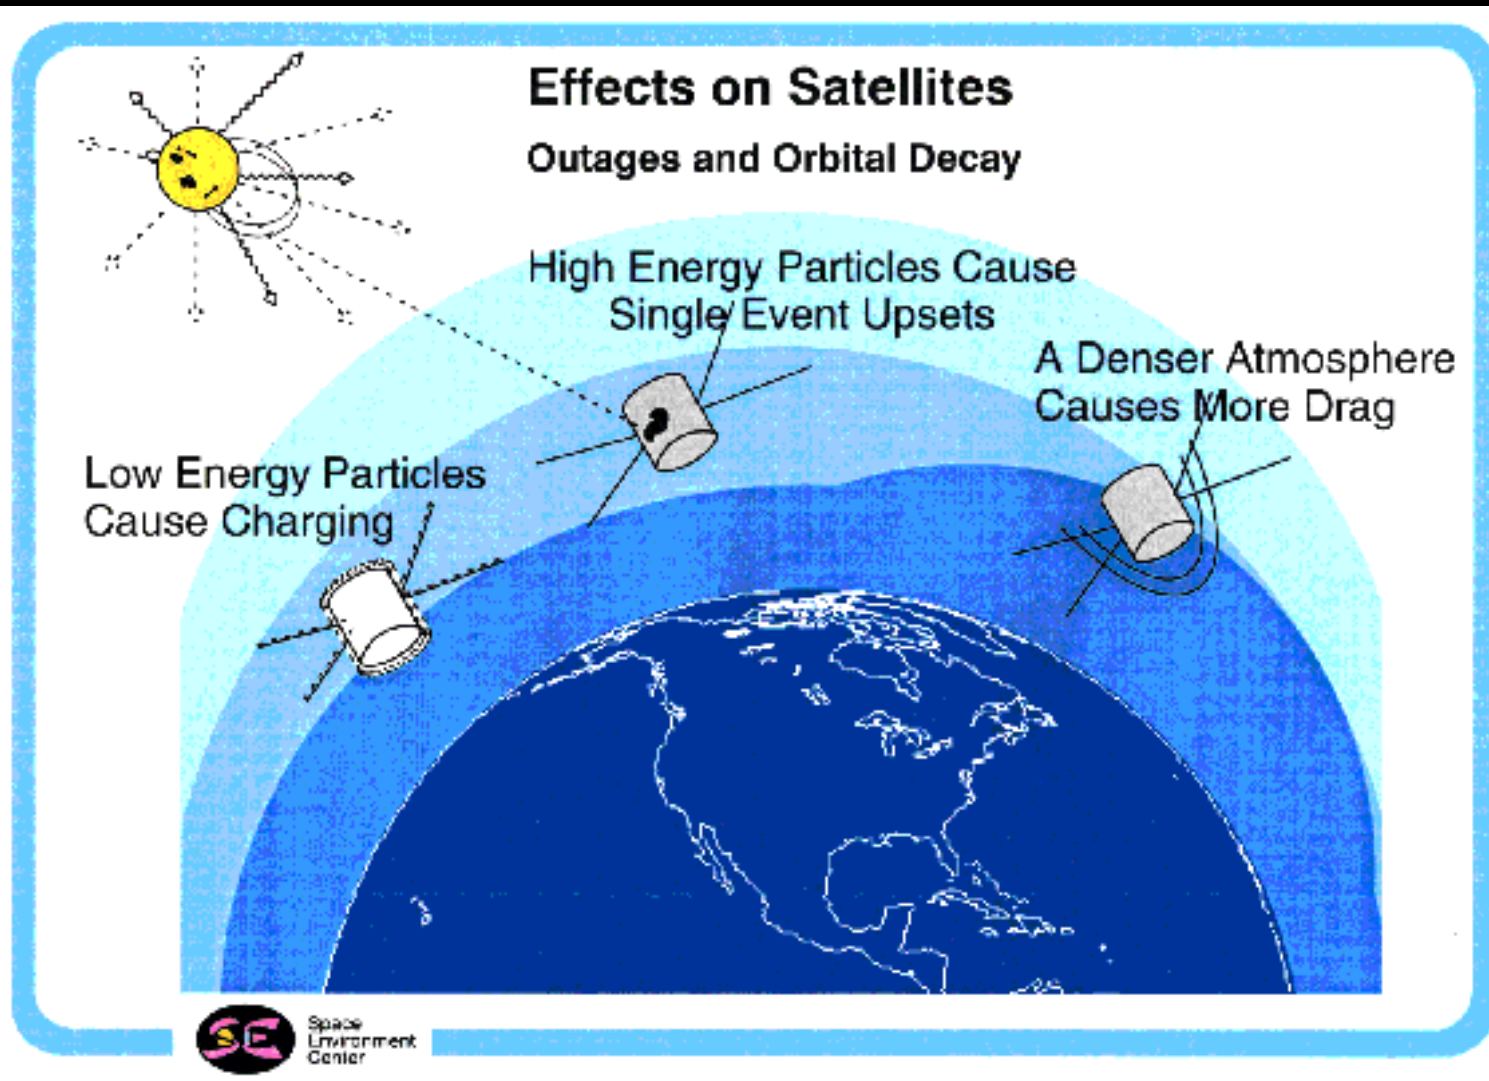 Effects on Satellites
Outages and Orbital Decay
High Energy Particles Cause
Single Event Upsets
A Denser Atmosphere
Causes More Drag
Low Energy Particles
Cause Charging
SEC
Space
Environment
Center